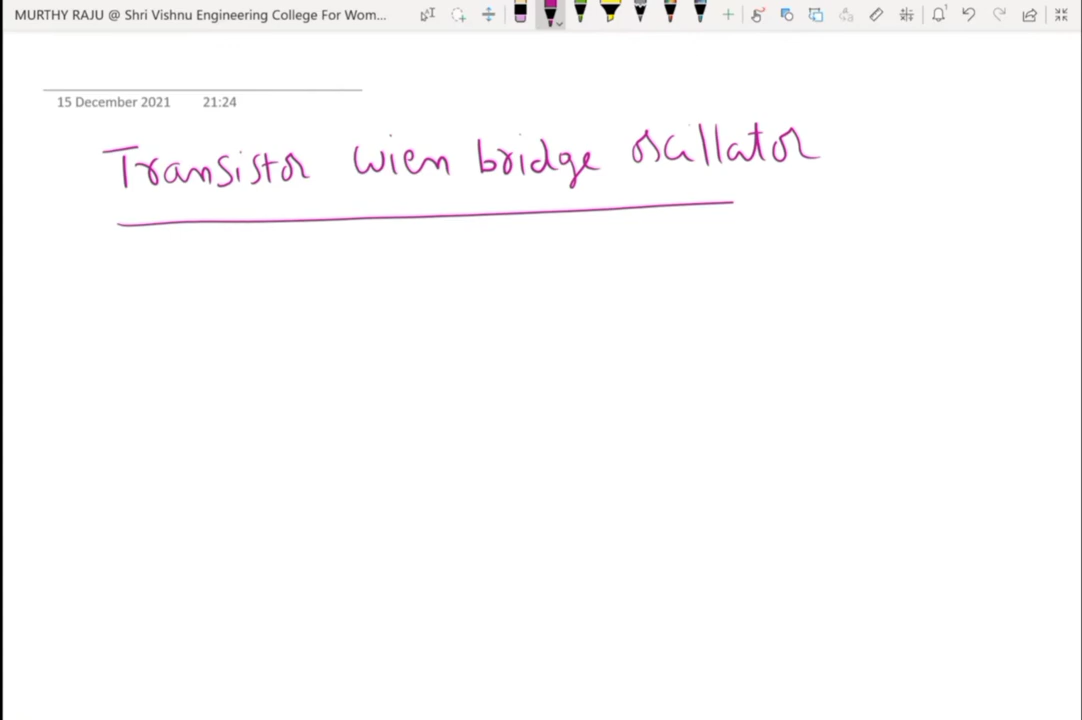 MURTHY RAJU @ Shri Vishnu Engineering College For Wom...
15 December 2021 21:24
Transistor wien bridge oscillator